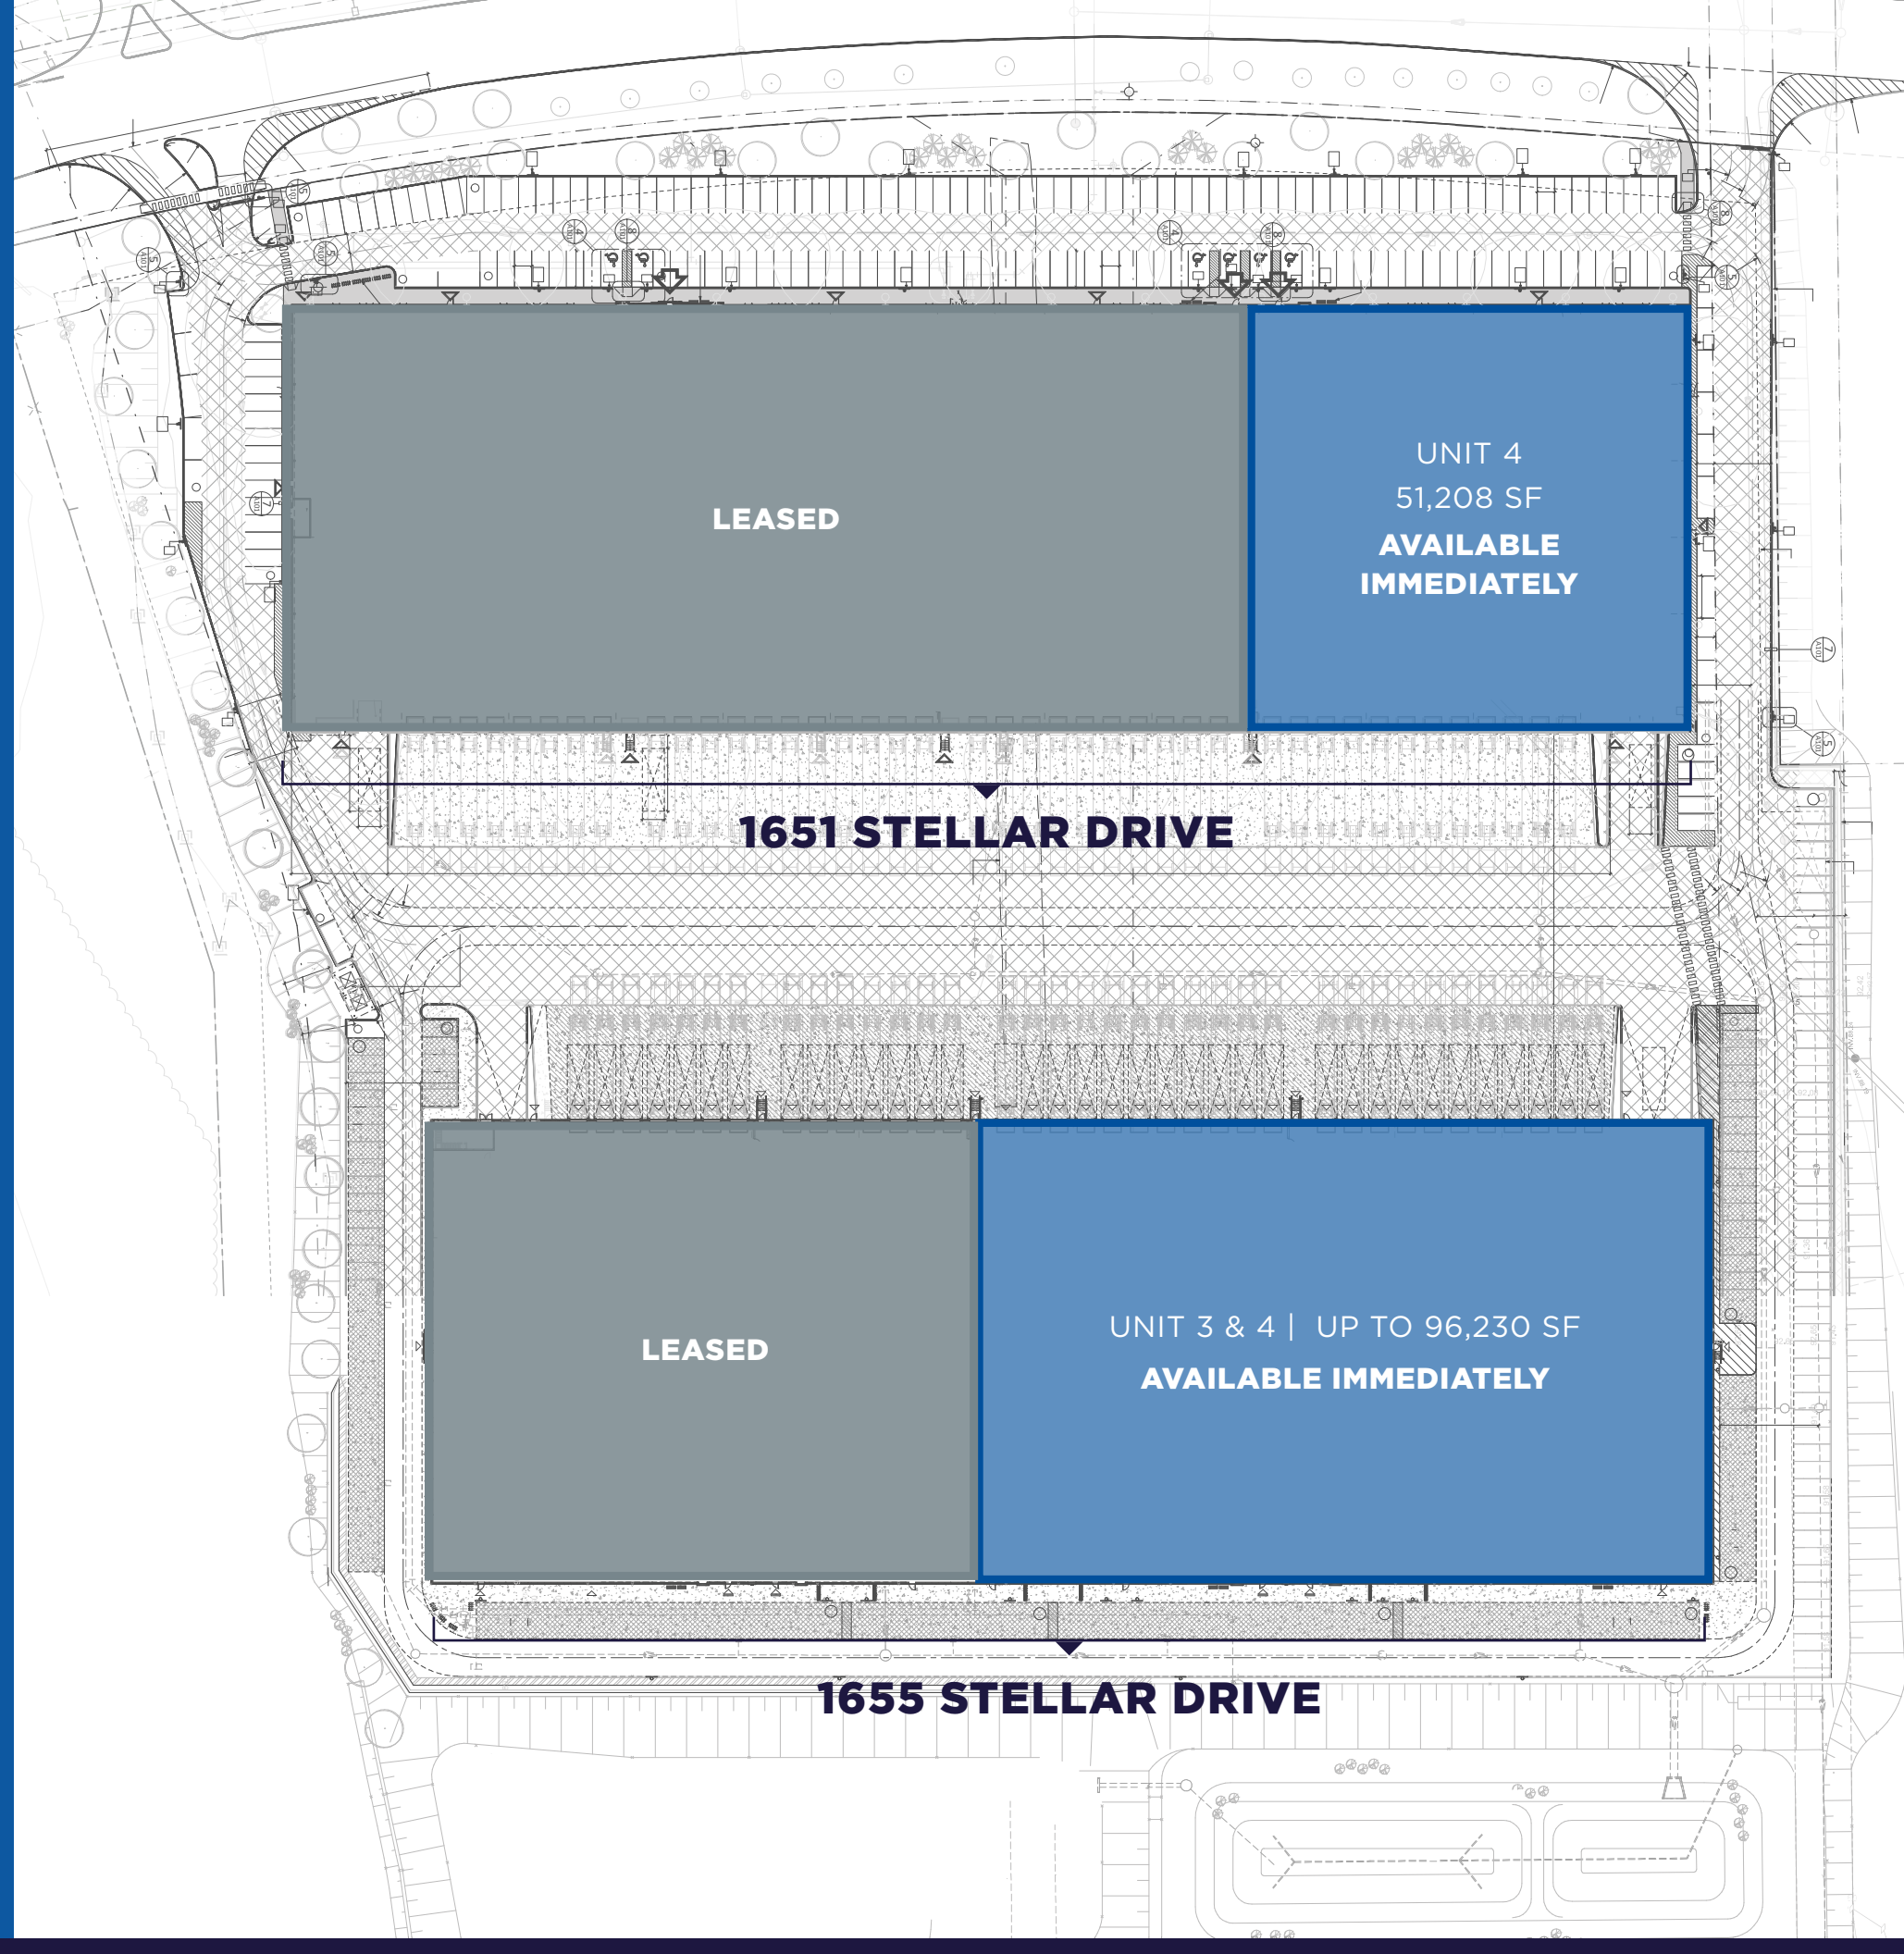 LEASED
UNIT 4
51,208 SF
AVAILABLE
IMMEDIATELY
1651 STELLAR DRIVE
LEASED
UNIT 3 & 4 | UP TO 96,230 SF
AVAILABLE IMMEDIATELY
1655 STELLAR DRIVE